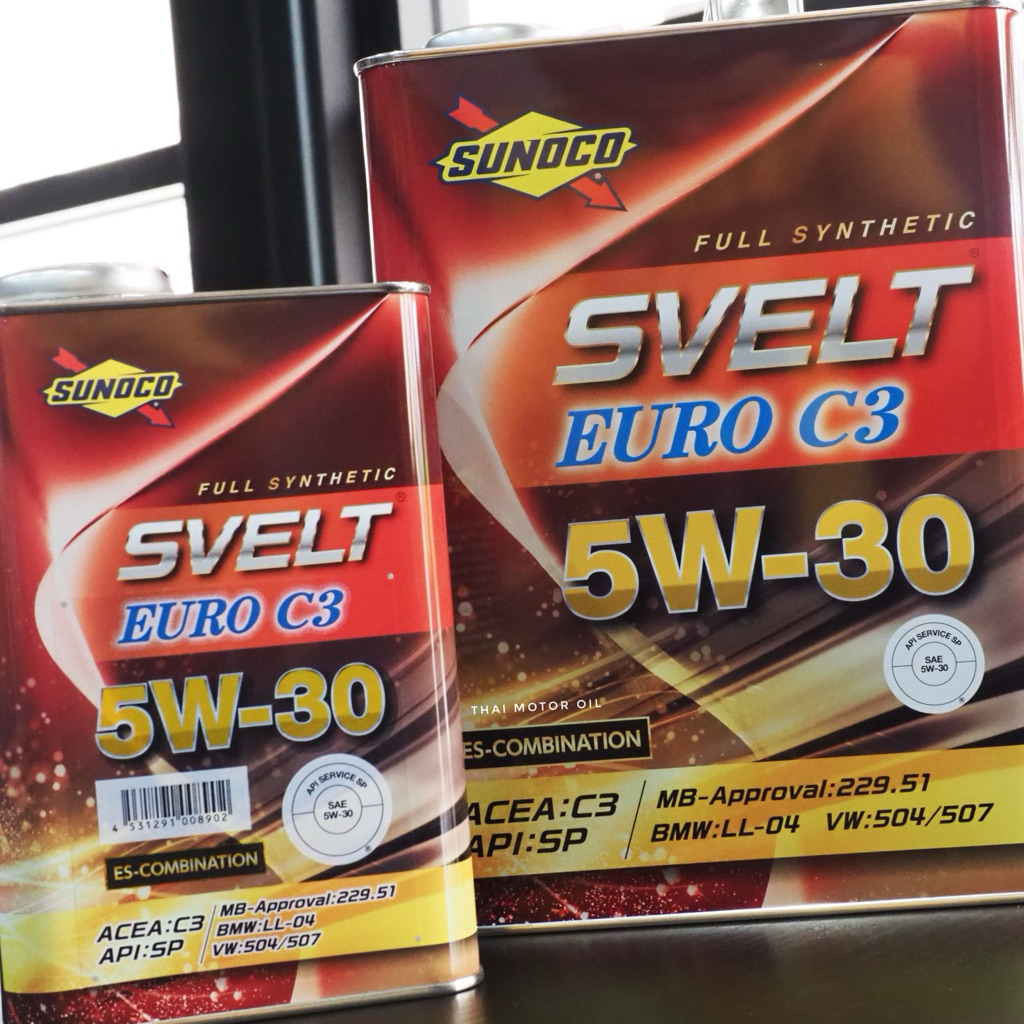 SUNOCO
FULL SYNTHETIC
SVELT®
EURO C3
5W-30
4 531291 008902
API SERVICE SP
SAE
5W-30
®
ES-COMBINATION
ACEA:C3
API:SP
MB-Approval:229.51
BMW:LL-04
VW:504/507
SUNOCO
FULL SYNTHETIC
SVELT®
EURO C3
5W-30
API SERVICE SP
SAE
5W-30
®
THAI MOTOR OIL
ES-COMBINATION
ACEA:C3
API:SP
MB-Approval:229.51
BMW:LL-04 VW:504/507